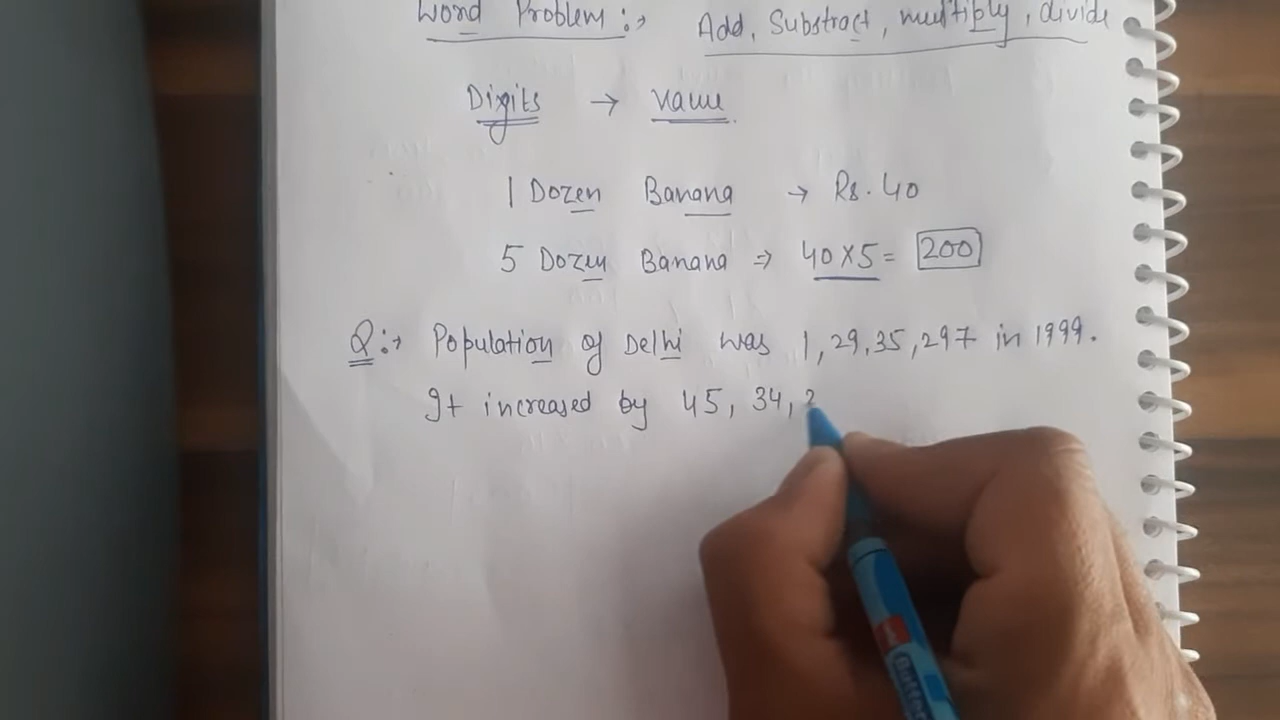 Word Problem :→ Add, Substract, multiply, divide
Digits → Value.
1 Dozen Banana → Rs. 40
5 Dozen Banana ⇒ 40×5 = 200
Q:→ Population of Delhi was 1,29,35,297 in 1999.
It increased by 45, 34,